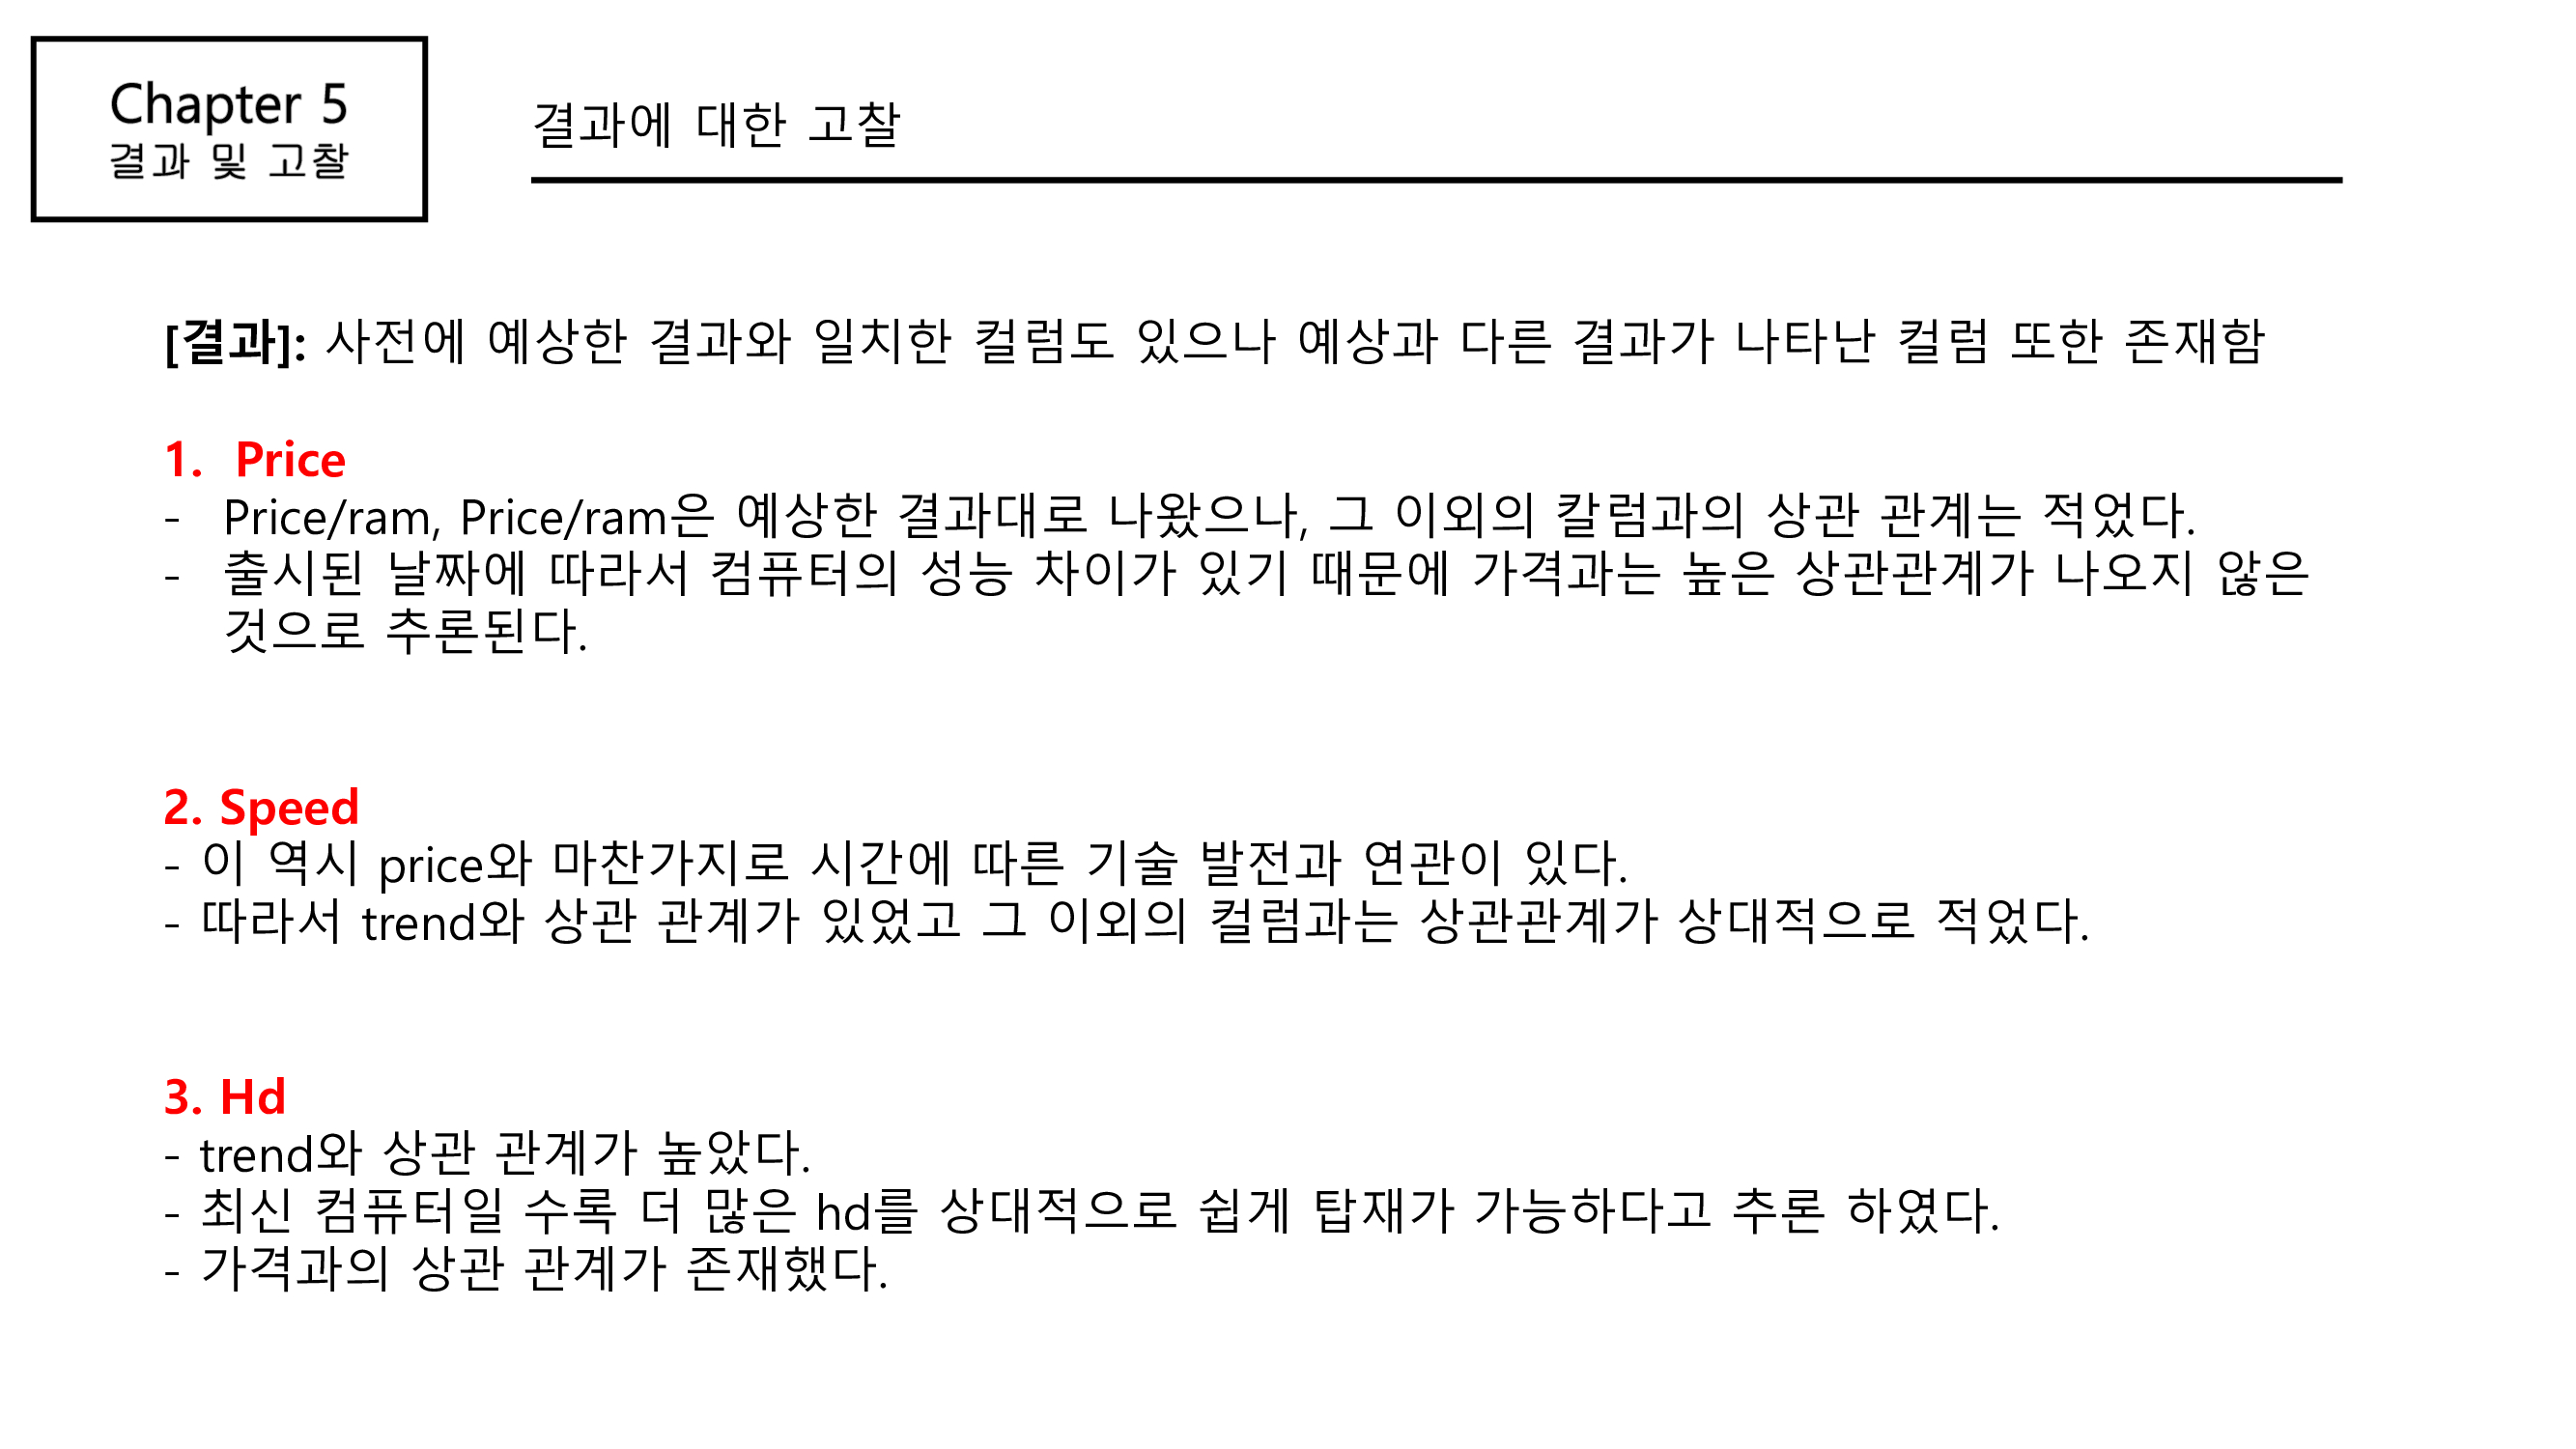 Chapter 5
결과 및 고찰
결과에 대한 고찰
[결과]: 사전에 예상한 결과와 일치한 컬럼도 있으나 예상과 다른 결과가 나타난 컬럼 또한 존재함
1. Price
- Price/ram, Price/ram은 예상한 결과대로 나왔으나, 그 이외의 칼럼과의 상관 관계는 적었다.
- 출시된 날짜에 따라서 컴퓨터의 성능 차이가 있기 때문에 가격과는 높은 상관관계가 나오지 않은
것으로 추론된다.
2. Speed
- 이 역시 price와 마찬가지로 시간에 따른 기술 발전과 연관이 있다.
- 따라서 trend와 상관 관계가 있었고 그 이외의 컬럼과는 상관관계가 상대적으로 적었다.
3. Hd
- trend와 상관 관계가 높았다.
- 최신 컴퓨터일 수록 더 많은 hd를 상대적으로 쉽게 탑재가 가능하다고 추론 하였다.
- 가격과의 상관 관계가 존재했다.